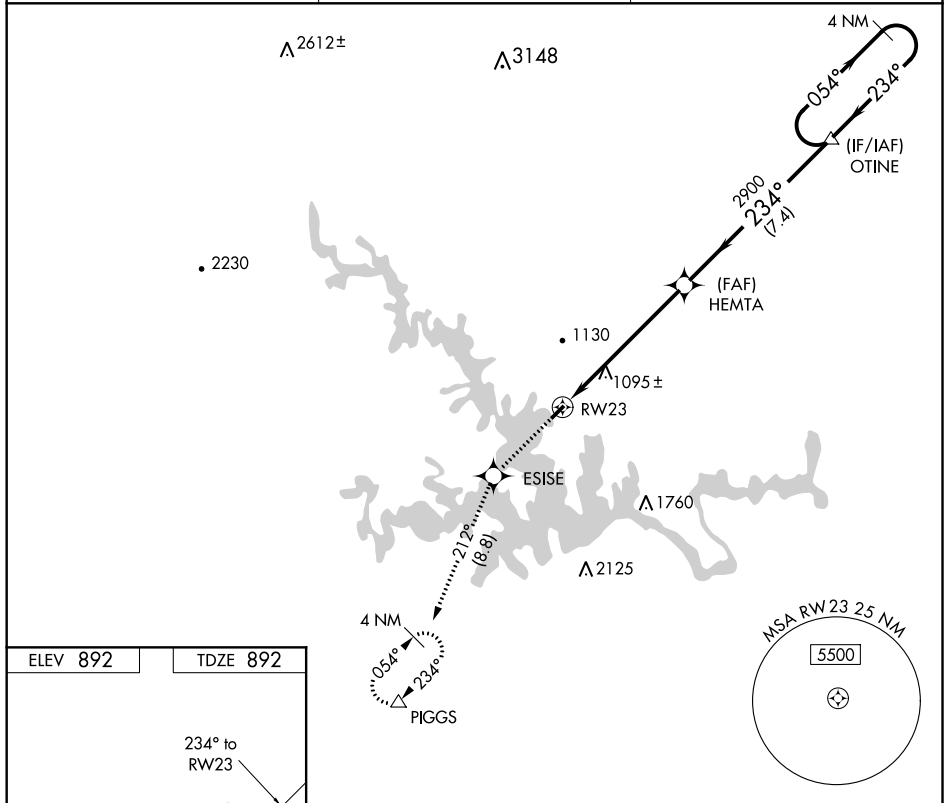 4 NM
2612±
3148
054°
234°
(IF/IAF)
OTINE
2900
234°
(7.4)
2230
(FAF)
HEMTA
1130
1095±
RW23
ESISE
1760
212°
(8.8)
2125
4 NM
MSA RW23 25 NM
5500
054°
234°
PIGGS
ELEV 892
TDZE 892
234° to
RW23